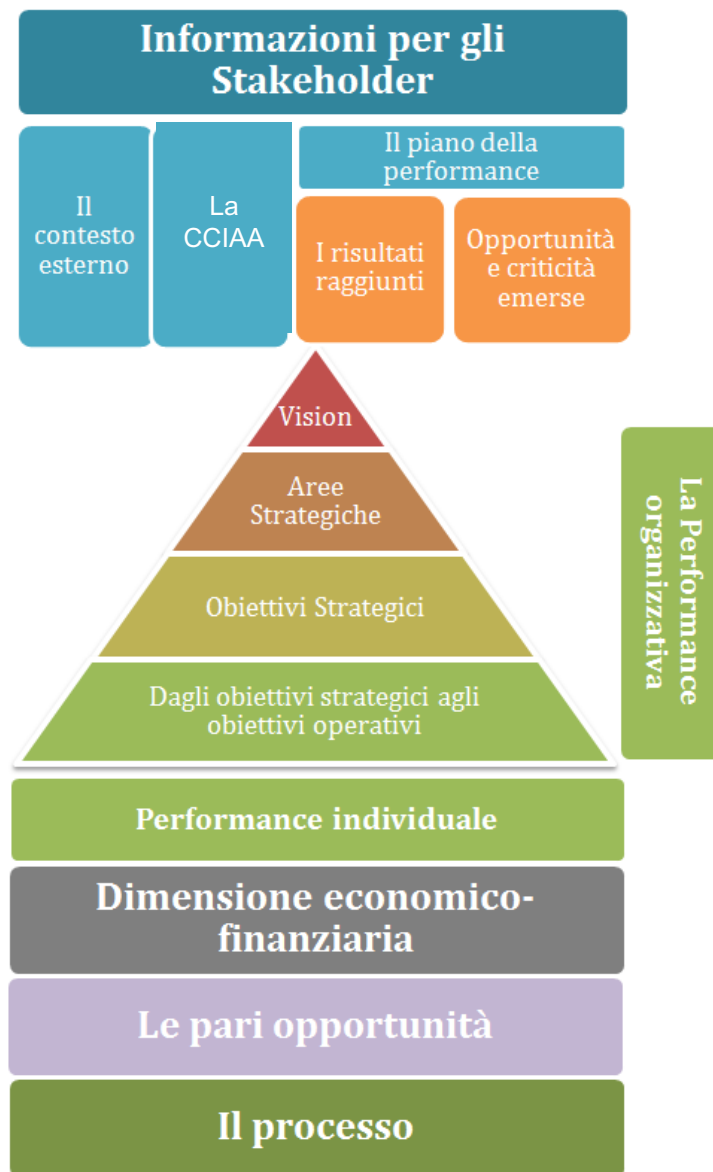 Informazioni per gli
Stakeholder
Il
contesto
esterno
La
CCIAA
Il piano della
performance
I risultati
raggiunti
Opportunità
e criticità
emerse
Vision
Aree
Strategiche
Obiettivi Strategici
Dagli obiettivi strategici agli
obiettivi operativi
La Performance
organizzativa
Performance individuale
Dimensione economico-
finanziaria
Le pari opportunità
Il processo